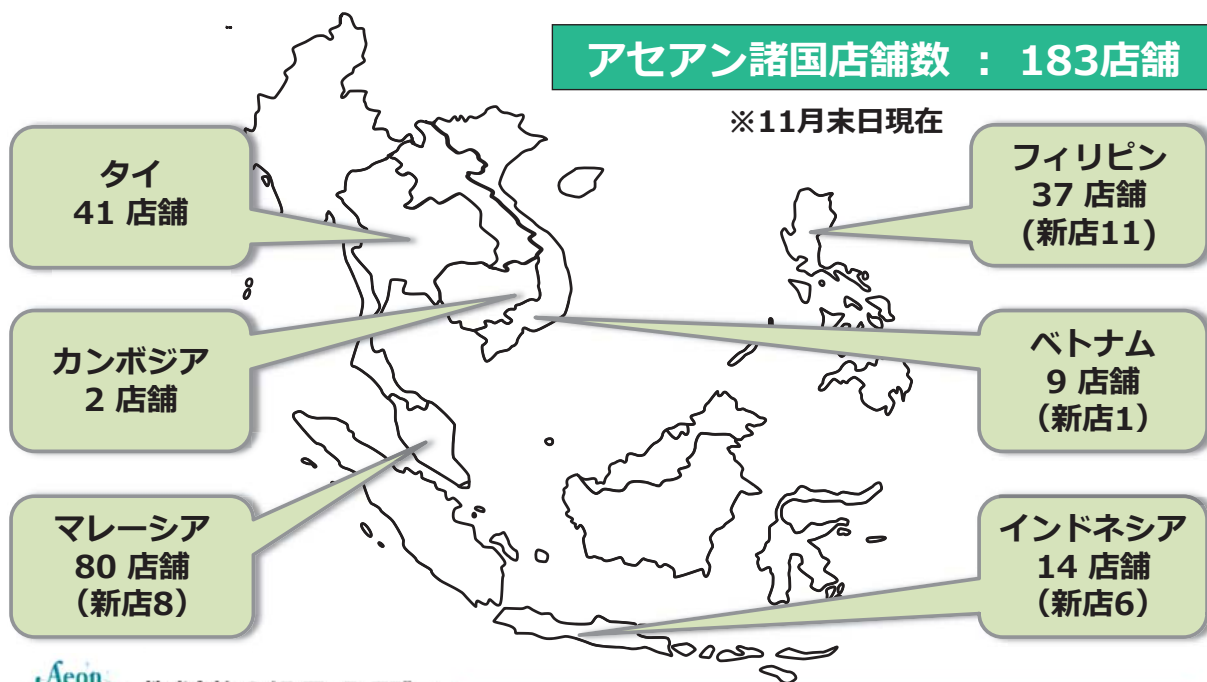 アセアン諸国店舗数 : 183店舗
※11月末日現在
タイ
41 店舗
カンボジア
2 店舗
マレーシア
80 店舗
（新店8）
フィリピン
37 店舗
(新店11)
ベトナム
9 店舗
（新店1）
インドネシア
14 店舗
（新店6）
Aeon